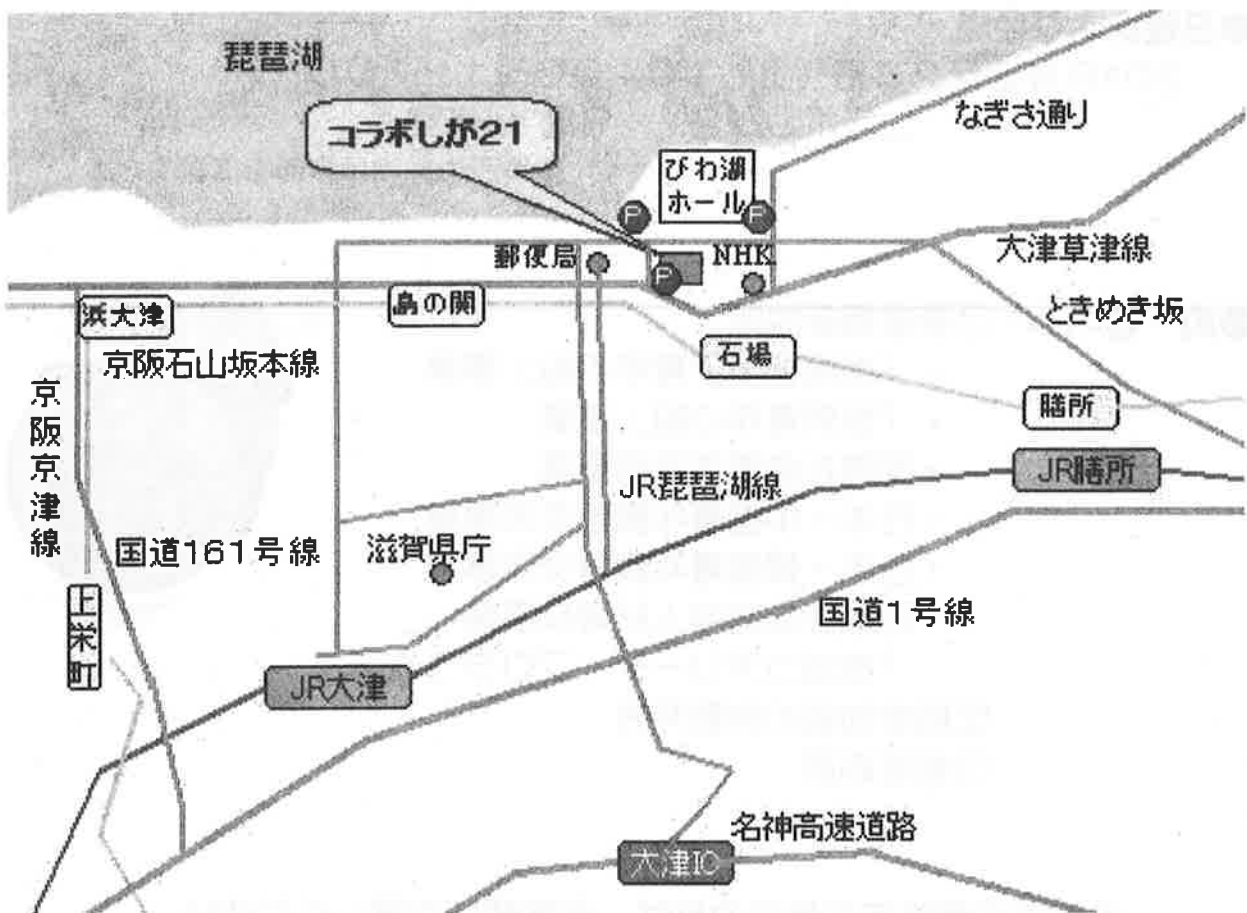 琵琶湖
コラボしが21
なぎさ通り
びわ湖
ホール
P
P
郵便局
NHK
P
大津草津線
浜大津
島の関
ときめき坂
京阪石山坂本線
石場
膳所
京阪京津線
JR琵琶湖線
JR膳所
国道161号線
滋賀県庁
上栄町
国道1号線
JR大津
名神高速道路
大津IC